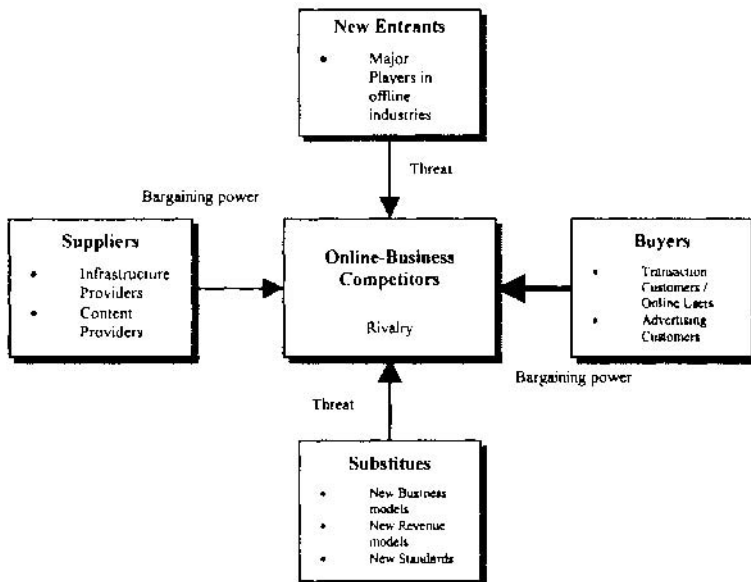 New Entrants
• Major
Players in
offline
industries
Threat
Bargaining power
Suppliers
• Infrastructure
Providers
• Content
Providers
Online-Business
Competitors
Rivalry
Buyers
• Transaction
Customers /
Online Users
• Advertising
Customers
Bargaining power
Threat
Substitues
• New Business
models
• New Revenue
models
• New Standards